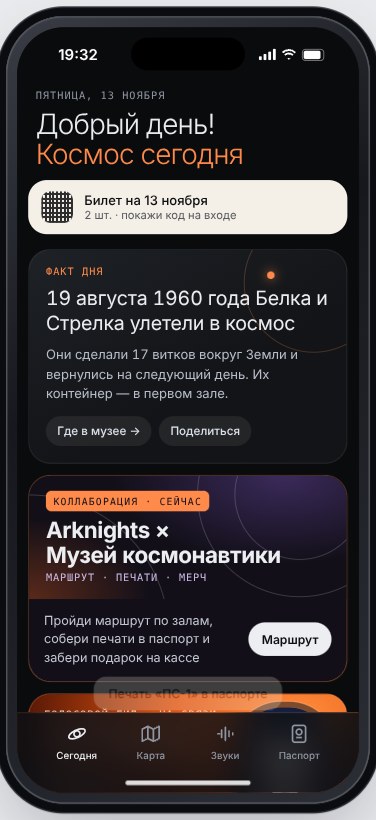 19:32
ПЯТНИЦА, 13 НОЯБРЯ
Добрый день!
Космос сегодня
Билет на 13 ноября
2 шт. · покажи код на входе
ФАКТ ДНЯ
19 августа 1960 года Белка и
Стрелка улетели в космос
Они сделали 17 витков вокруг Земли и
вернулись на следующий день. Их
контейнер — в первом зале.
Где в музее →
Поделиться
КОЛЛАБОРАЦИЯ · СЕЙЧАС
Arknights ×
Музей космонавтики
МАРШРУТ · ПЕЧАТИ · МЕРЧ
Пройди маршрут по залам,
собери печати в паспорт и
забери подарок на кассе
Маршрут
Печать «ПС-1» в паспорте
Сегодня
Карта
Звуки
Паспорт